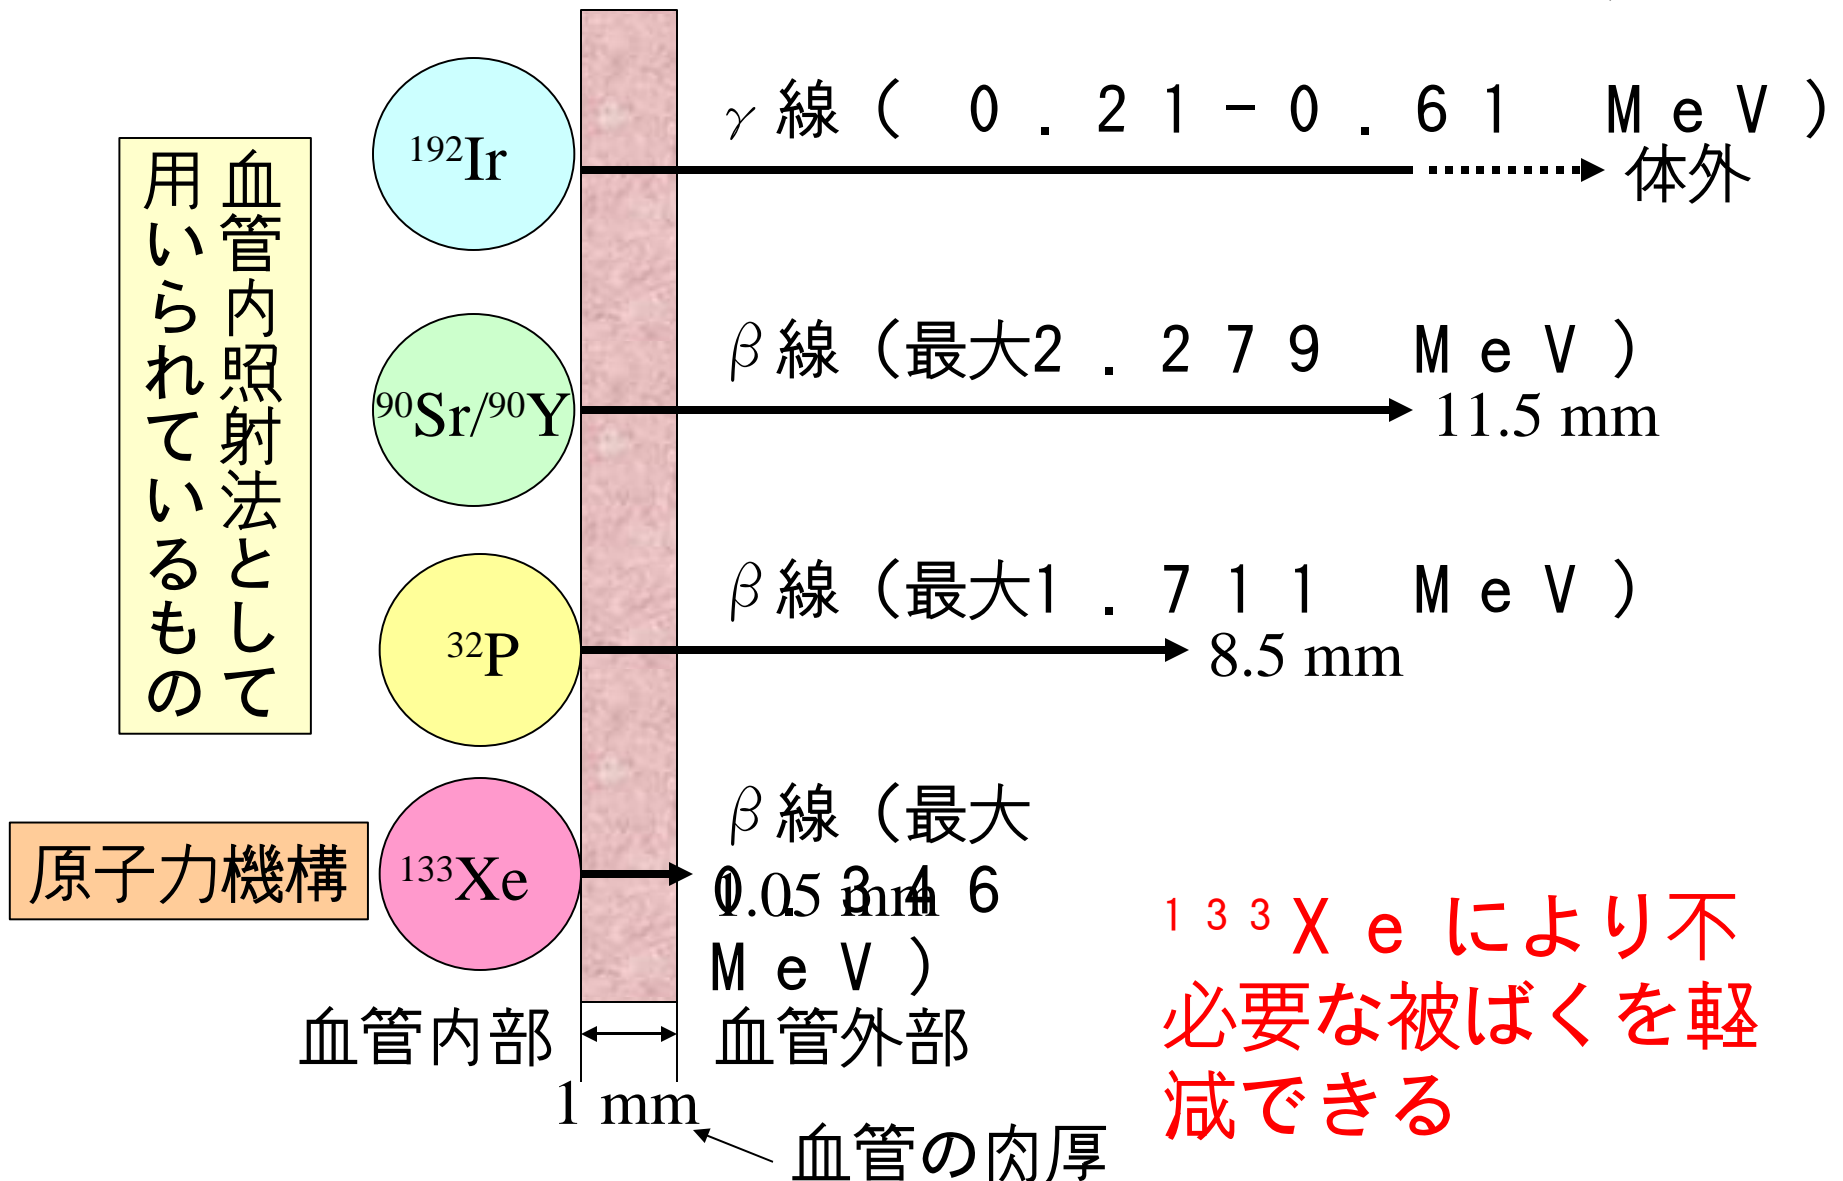 血管内照射法として
用いられているもの
192Ir
γ線（ 0．21-0．61 MeV）
体外
90Sr/90Y
β線（最大2．279 MeV）
11.5 mm
32P
β線（最大1．711 MeV）
8.5 mm
原子力機構
133Xe
β線（最大
0．346
MeV）
1.05 mm
133Xeにより不
必要な被ばくを軽
減できる
血管内部
血管外部
1 mm
血管の肉厚